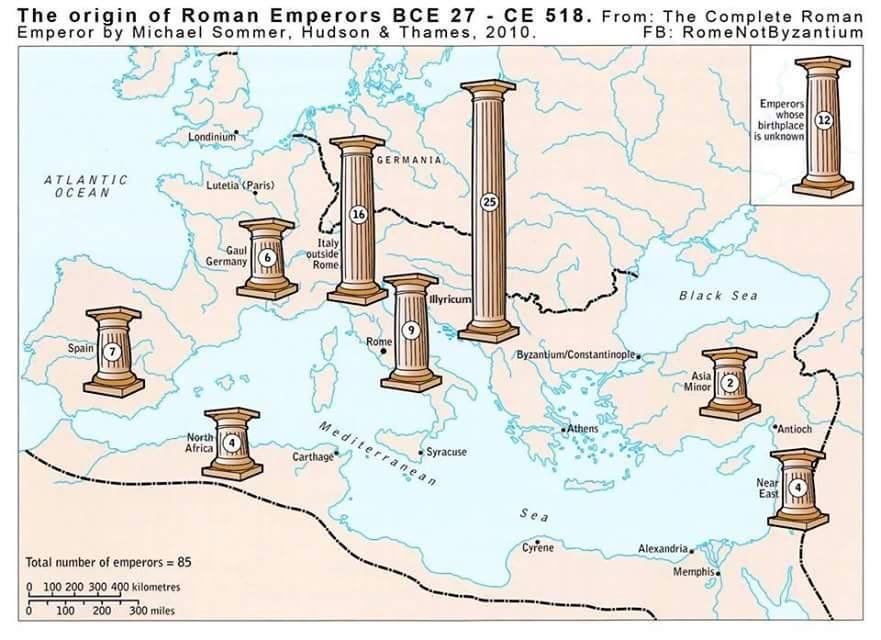 The origin of Roman Emperors BCE 27 - CE 518. From: The Complete Roman
Emperor by Michael Sommer, Hudson & Thames, 2010. FB: RomeNotByzantium
Emperors
whose
birthplace
is unknown
12
Londinium
ATLANTIC
OCEAN
Lutetia (Paris)
GERMANIA
25
16
Gaul
Germany
6
Italy
outside
Rome
Illyricum
Black Sea
9
Rome
Spain
7
Byzantium/Constantinople
Asia
Minor
2
North
Africa
4
Mediterranean
Sea
Carthage
Syracuse
Athens
Antioch
Near
East
4
Cyrene
Alexandria
Memphis
Total number of emperors = 85
0 100 200 300 400 kilometres
0 100 200 300 miles